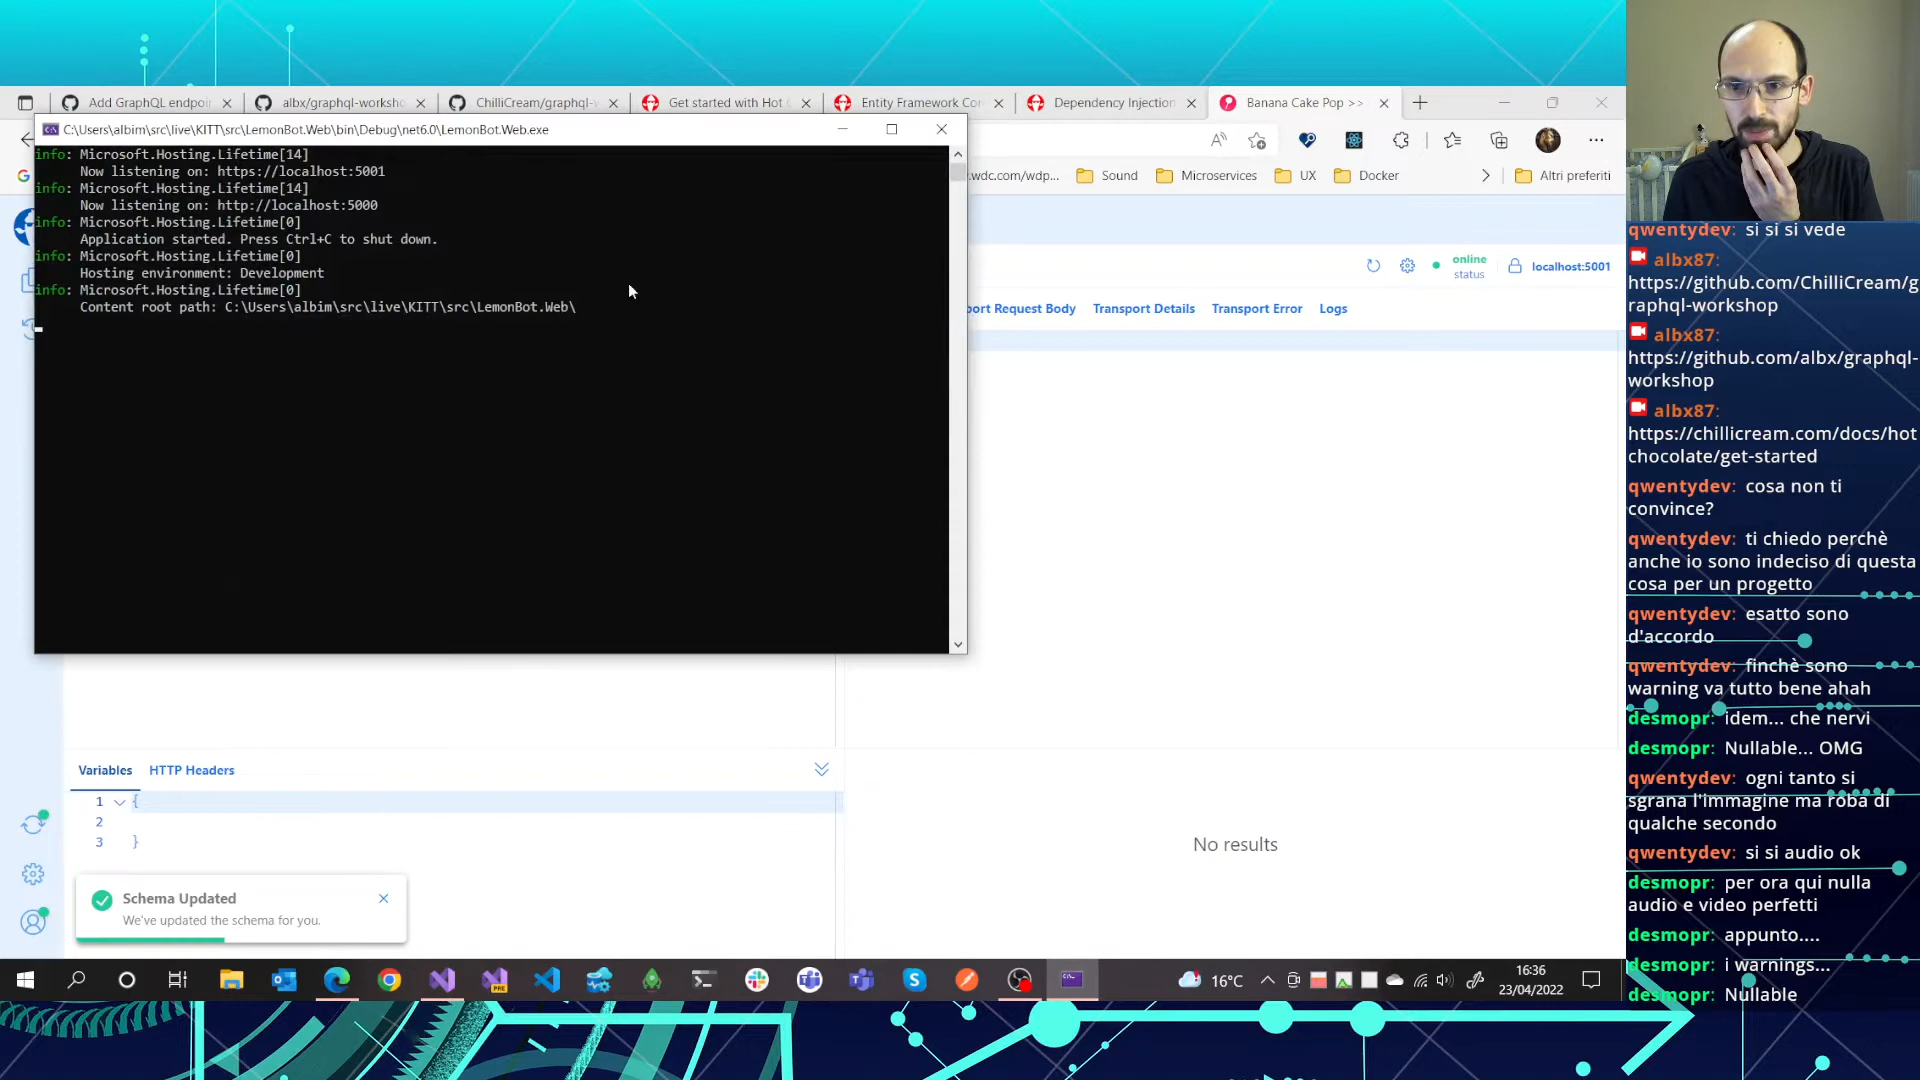 Add GraphQL endpoi
albx/graphql-worksho
ChilliCream/graphql-
Get started with Hot
Entity Framework Co
Dependency Injection
Banana Cake Pop >>
C:\Users\albim\src\live\KITT\src\LemonBot.Web\bin\Debug\net6.0\LemonBot.Web.exe
info: Microsoft.Hosting.Lifetime[14]
Now listening on: https://localhost:5001
info: Microsoft.Hosting.Lifetime[14]
Now listening on: http://localhost:5000
info: Microsoft.Hosting.Lifetime[0]
Application started. Press Ctrl+C to shut down.
info: Microsoft.Hosting.Lifetime[0]
Hosting environment: Development
info: Microsoft.Hosting.Lifetime[0]
Content root path: C:\Users\albim\src\live\KITT\src\LemonBot.Web\
.wdc.com/wdp...
Sound
Microservices
UX
Docker
Altri preferiti
online
status
localhost:5001
port Request Body
Transport Details
Transport Error
Logs
Variables
HTTP Headers
1 {
2
3 }
No results
Schema Updated
We've updated the schema for you.
16°C
16:36
23/04/2022
qwentydev: si si si vede
albx87:
https://github.com/ChilliCream/g
raphql-workshop
albx87:
https://github.com/albx/graphql-
workshop
albx87:
https://chillicream.com/docs/hot
chocolate/get-started
qwentydev: cosa non ti
convince?
qwentydev: ti chiedo perchè
anche io sono indeciso di questa
cosa per un progetto
qwentydev: esatto sono
d'accordo
qwentydev: finchè sono
warning va tutto bene ahah
desmopr: idem... che nervi
desmopr: Nullable... OMG
qwentydev: ogni tanto si
sgrana l'immagine ma roba di
qualche secondo
qwentydev: si si audio ok
desmopr: per ora qui nulla
audio e video perfetti
desmopr: appunto....
desmopr: i warnings...
desmopr: Nullable